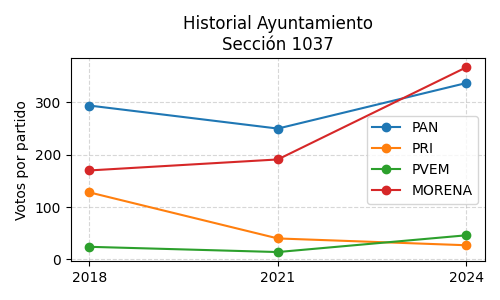 Historial Ayuntamiento
Sección 1037
Votos por partido
300
200
100
0
2018
2021
2024
PAN
PRI
PVEM
MORENA